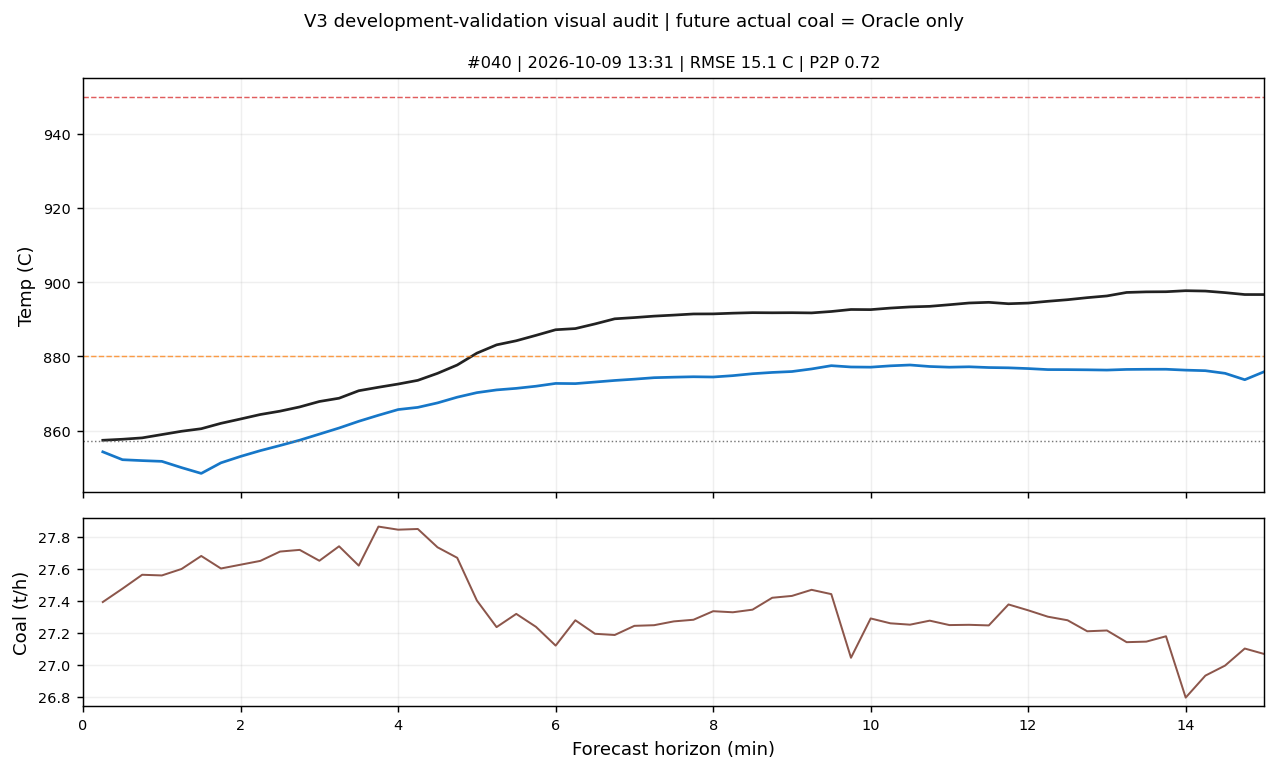 V3 development-validation visual audit | future actual coal = Oracle only
#040 | 2026-10-09 13:31 | RMSE 15.1 C | P2P 0.72
Temp (C)
940
920
900
880
860
Coal (t/h)
27.8
27.6
27.4
27.2
27.0
26.8
0 2 4 6 8 10 12 14
Forecast horizon (min)